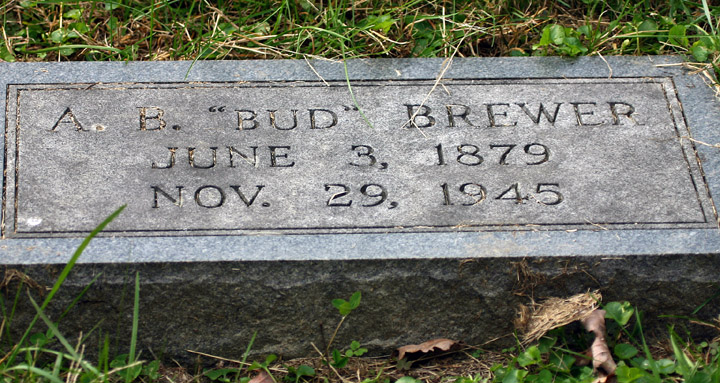 A. B. "BUD" BREWER
JUNE 3, 1879
NOV. 29, 1945